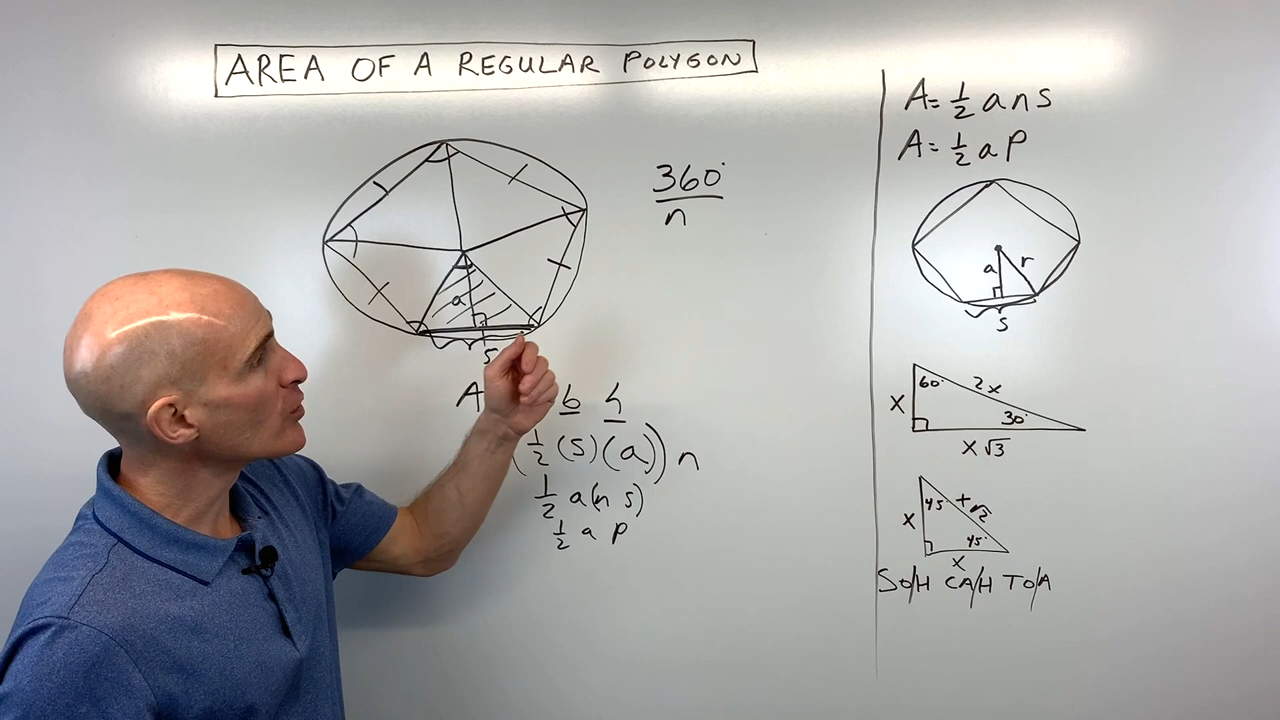 AREA OF A REGULAR POLYGON
360°
n
a
s
A b h
(½(s)(a))n
½ a(n s)
½ a p
A = ½ a n s
A = ½ a p
a r
s
60° 2x
x 30°
x√3
45° x√2
x 45°
x
SO/H CA/H TO/A